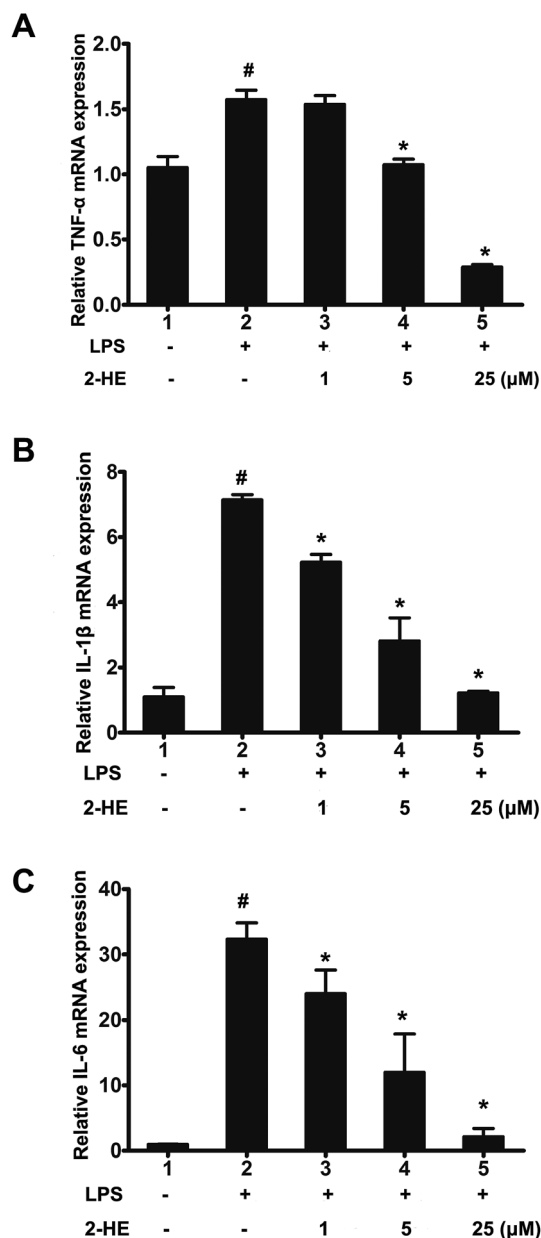 A
Relative TNF-α mRNA expression
2.0
1.5
1.0
0.5
0.0
#
*
*
1 2 3 4 5
LPS - + + + +
2-HE - - 1 5 25 (μM)
B
Relative IL-1β mRNA expression
8
6
4
2
0
#
*
*
*
1 2 3 4 5
LPS - + + + +
2-HE - - 1 5 25 (μM)
C
Relative IL-6 mRNA expression
40
30
20
10
0
#
*
*
*
1 2 3 4 5
LPS - + + + +
2-HE - - 1 5 25 (μM)